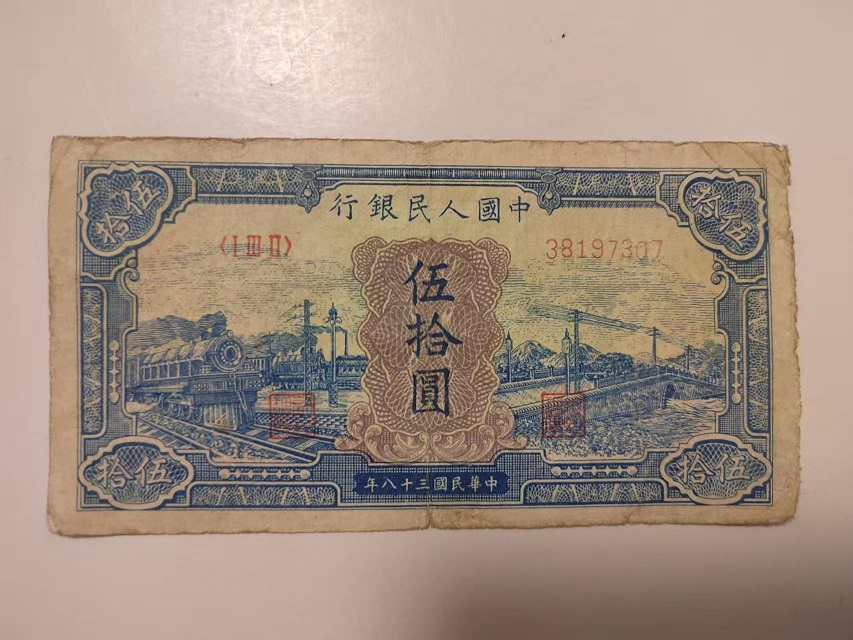 伍拾
伍拾
中國人民銀行
〈I III II〉
38197307
伍拾圓
伍拾
伍拾
中華民國三十八年